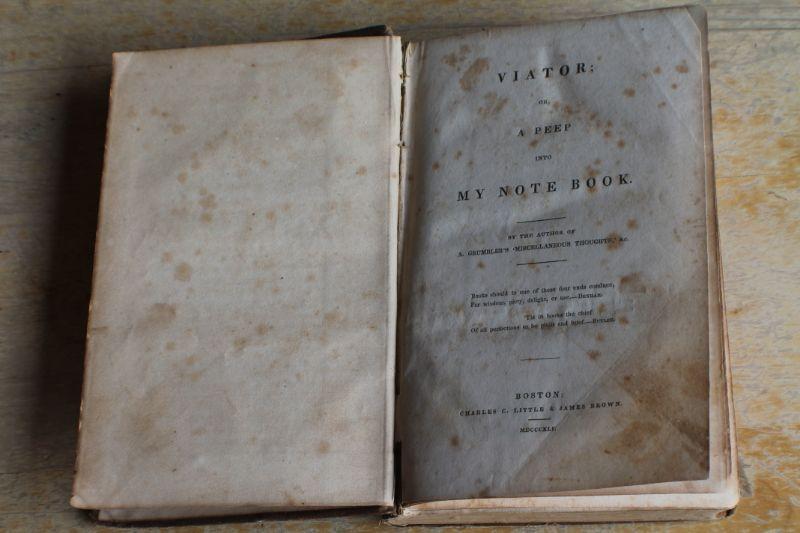 VIATOR;
OR,
A PEEP
INTO
MY NOTE BOOK.
BY THE AUTHOR OF
A. GRUMBLER'S 'MISCELLANEOUS THOUGHTS,' &c.
Books should to one of these four ends conduce,
For wisdom, piety, delight, or use.—DENHAM.
'Tis in books the chief
Of all perfections to be plain and brief.—BUTLER.
BOSTON:
CHARLES C. LITTLE & JAMES BROWN.
MDCCCXLI.